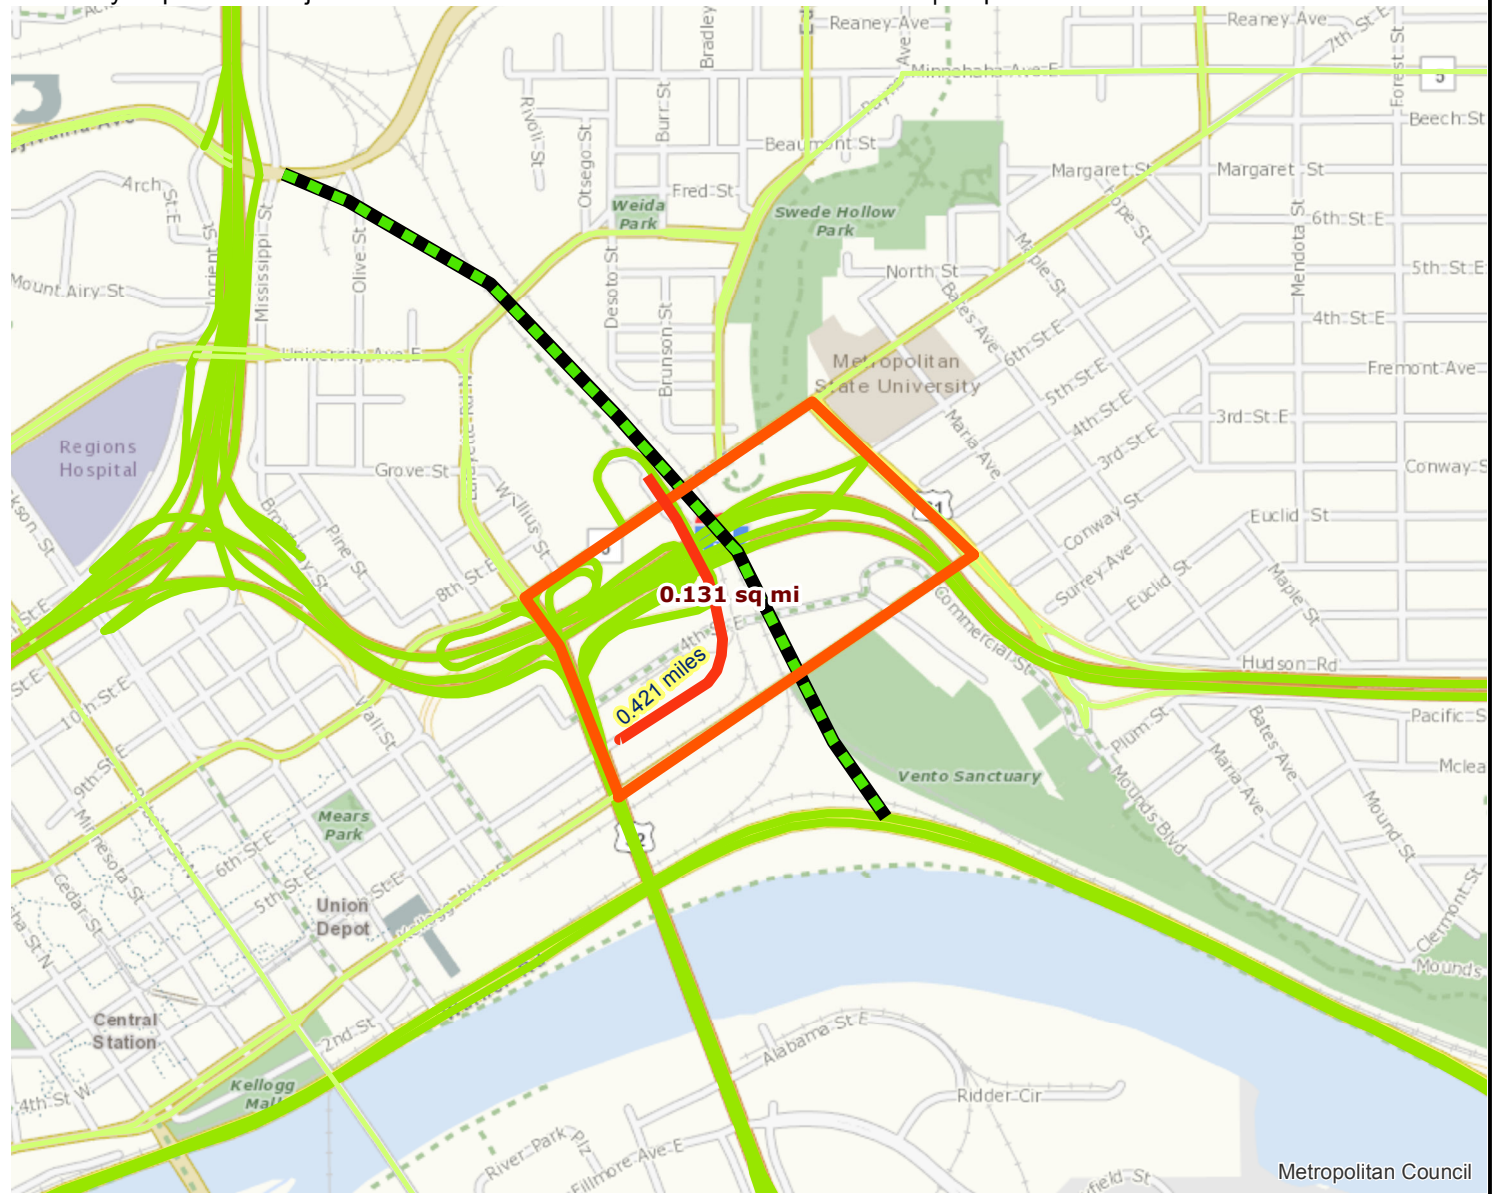 Reaney Ave
Reaney Ave
7th St E
Bradley
Forest St
Minnehaha Ave E
5
Rivoli St
Burr St
Otsego St
Beech St
Beaumont St
Margaret St
Margaret St
Arch St E
Fred St
Weida Park
Swede Hollow Park
Hope St
6th St E
Mendota St
Mississippi St
Olive St
Desoto St
North St
Maple St
5th St E
Mount Airy St
Bates Ave
4th St E
Brunson St
6th St E
University Ave E
Metropolitan State University
Fremont Ave
5th St E
4th St E
3rd St E
3rd St E
Maria Ave
Regions Hospital
Grove St
Conway S
Willius St
61
Euclid St
Conway St
Pine St
Surrey Ave
Euclid St
8th St E
0.131 sq mi
Maple St
4th St E
Commercial St
Hudson Rd
0.421 miles
10th St E
Wall St
Pacific S
Plum St
Bates Ave
Maria Ave
9th St E
Vento Sanctuary
Mclea
Mounds Blvd
Mound St
Mears Park
Minnesota St
6th St E
5th St E
Cedar St
Union Depot
Kellogg Blvd E
Clermont St
Mounds
Central Station
2nd St
Alabama St E
Kellogg Mall
4th St W
Ridder Cir
River Park Plz
Fillmore Ave E
field St
Metropolitan Council